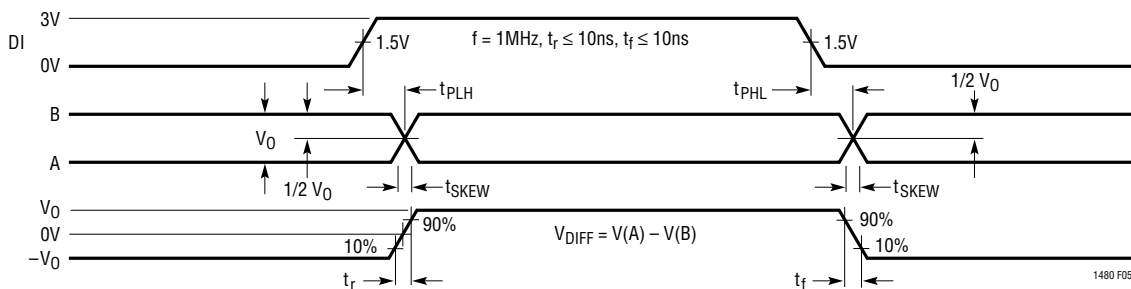 3V
DI
0V
1.5V
f = 1MHz, tr ≤ 10ns, tf ≤ 10ns
1.5V
tPLH
tPHL
1/2 VO
B
VO
A
1/2 VO
tSKEW
tSKEW
VO
0V
–VO
10%
90%
VDIFF = V(A) – V(B)
90%
10%
tr
tf
1480 F05